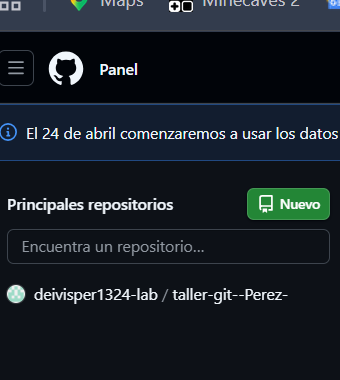 Maps
Minecaves 2
Panel
El 24 de abril comenzaremos a usar los datos
Principales repositorios
Nuevo
Encuentra un repositorio...
deivisper1324-lab / taller-git--Perez-